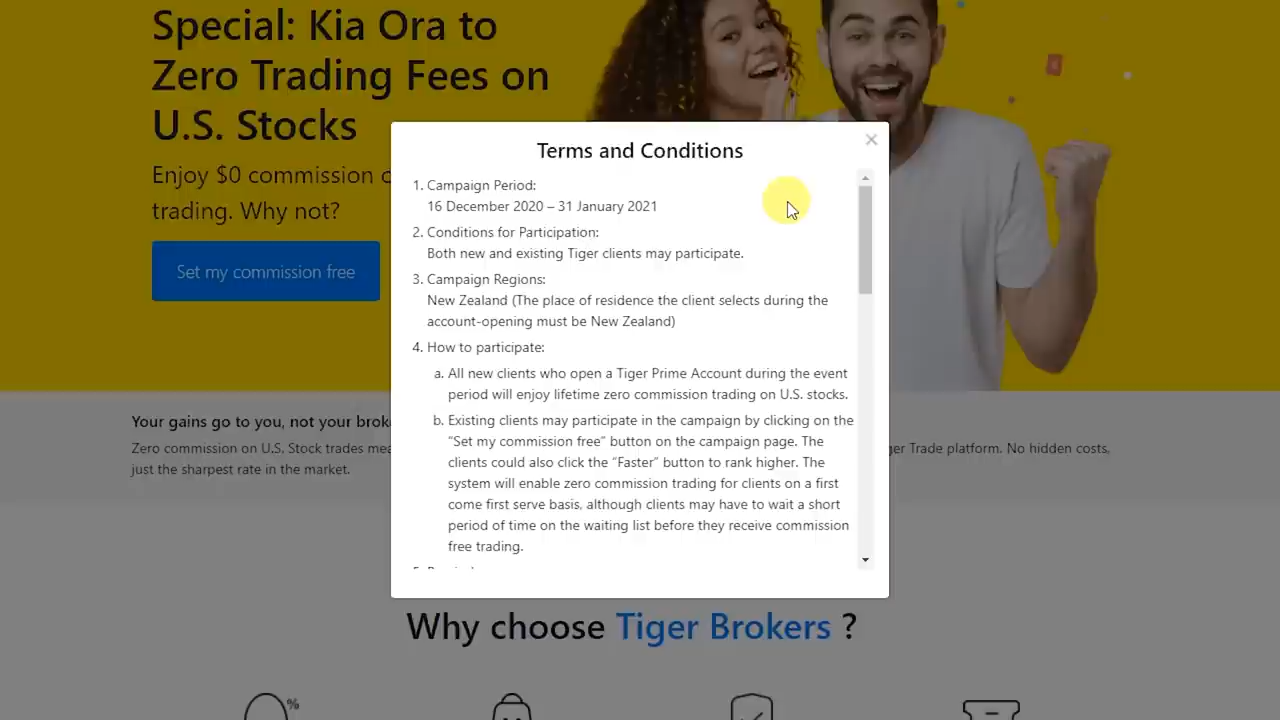 Special: Kia Ora to
Zero Trading Fees on
U.S. Stocks
Enjoy $0 commission
trading. Why not?
Set my commission free
Terms and Conditions
1. Campaign Period:
16 December 2020 – 31 January 2021
2. Conditions for Participation:
Both new and existing Tiger clients may participate.
3. Campaign Regions:
New Zealand (The place of residence the client selects during the
account-opening must be New Zealand)
4. How to participate:
a. All new clients who open a Tiger Prime Account during the event
period will enjoy lifetime zero commission trading on U.S. stocks.
b. Existing clients may participate in the campaign by clicking on the
“Set my commission free” button on the campaign page. The
clients could also click the “Faster” button to rank higher. The
system will enable zero commission trading for clients on a first
come first serve basis, although clients may have to wait a short
period of time on the waiting list before they receive commission
free trading.
Your gains go to you, not your brok
Zero commission on U.S. Stock trades mea
ger Trade platform. No hidden costs,
just the sharpest rate in the market.
Why choose Tiger Brokers ?
%